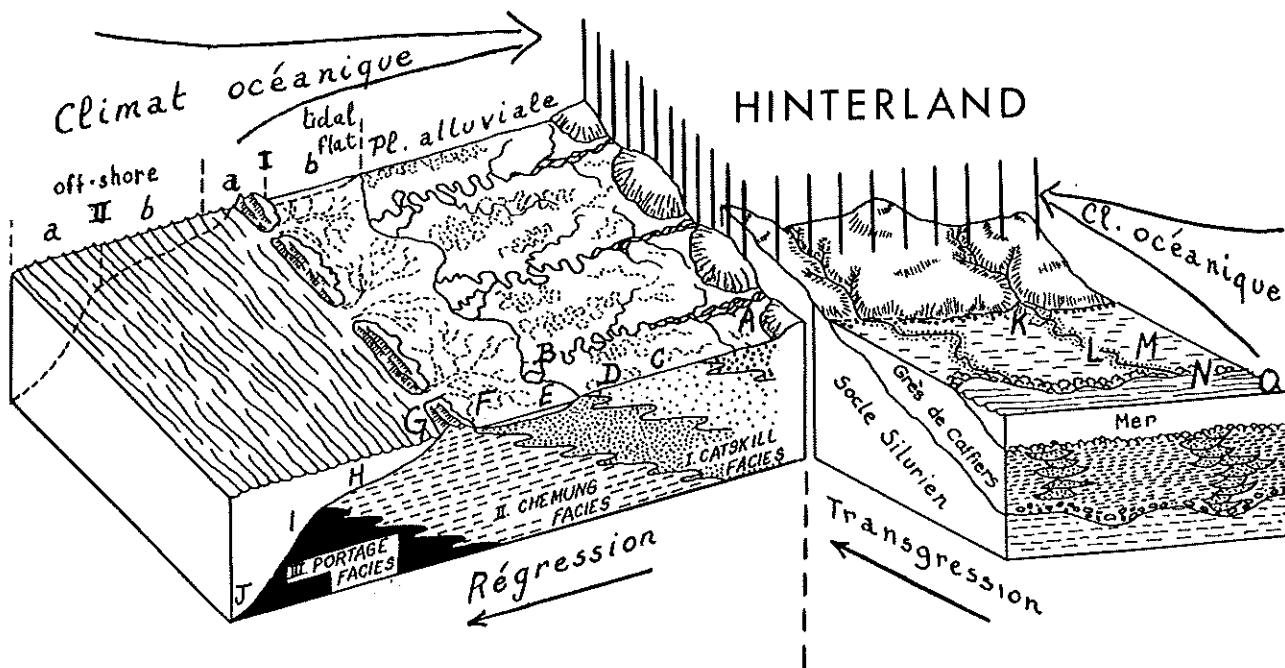 Climat océanique
HINTERLAND
tidal
flat
Pl. alluviale
I
a
b
off-shore
II
a
b
Cl. océanique
A
B
C
D
E
F
G
H
I
J
K
L
M
N
O
Mer
Grès de Caffiers
Socle Silurien
I. CATSKILL
FACIES
II. CHEMUNG
FACIES
III. PORTAGE
FACIES
Régression
Transgression